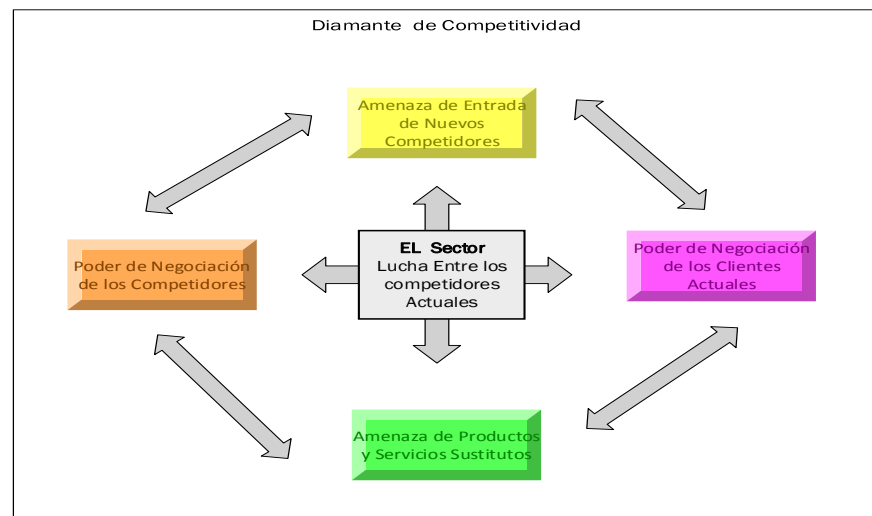 Diamante de Competitividad
Amenaza de Entrada
de Nuevos
Competidores
EL Sector
Lucha Entre los
competidores
Actuales
Poder de Negociación
de los Competidores
Poder de Negociación
de los Clientes
Actuales
Amenaza de Productos
y Servicios Sustitutos